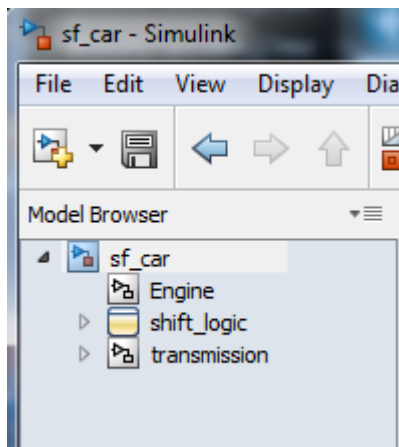 sf_car - Simulink
File Edit View Display Dia
Model Browser
sf_car
Engine
shift_logic
transmission